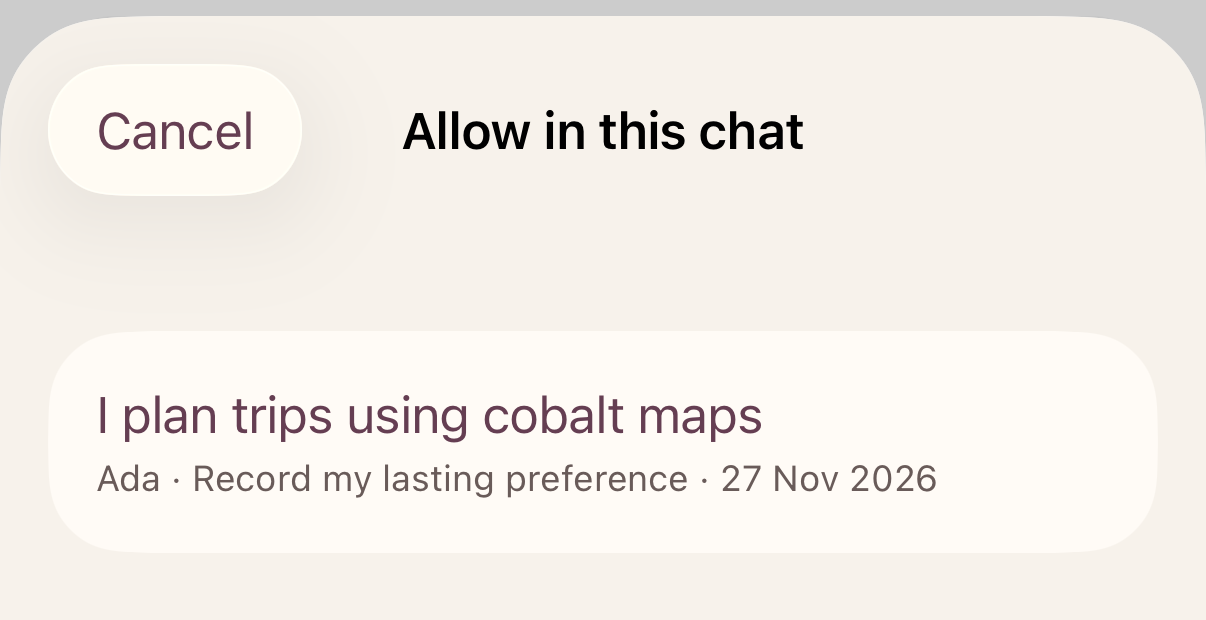 Cancel
Allow in this chat
I plan trips using cobalt maps
Ada · Record my lasting preference · 27 Nov 2026